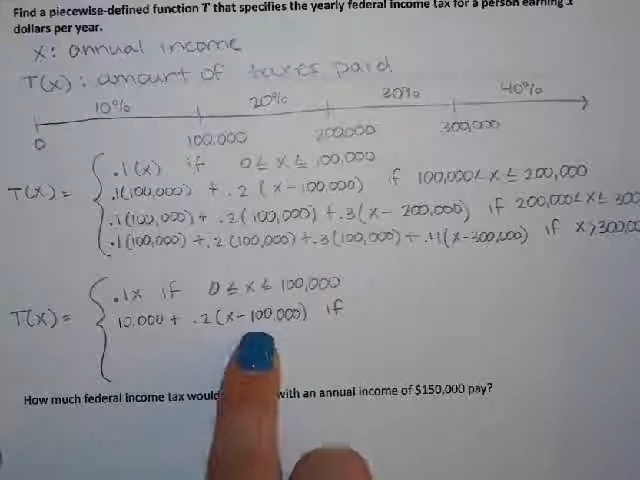 Find a piecewise-defined function T that specifies the yearly federal income tax for a person earning x
dollars per year.
x: annual income
T(x): amount of taxes paid
10% 20% 30% 40%
0 100,000 200,000 300,000
.1(x) if 0 ≤ x ≤ 100,000
T(x) = .1(100,000) + .2(x-100,000) if 100,000 < x ≤ 200,000
.1(100,000) + .2(100,000) + .3(x-200,000) if 200,000 < x ≤ 300
.1(100,000) + .2(100,000) + .3(100,000) + .4(x-300,000) if x > 300,00
.1x if 0 ≤ x ≤ 100,000
T(x) = 10,000 + .2(x-100,000) if
How much federal income tax would with an annual income of $150,000 pay?